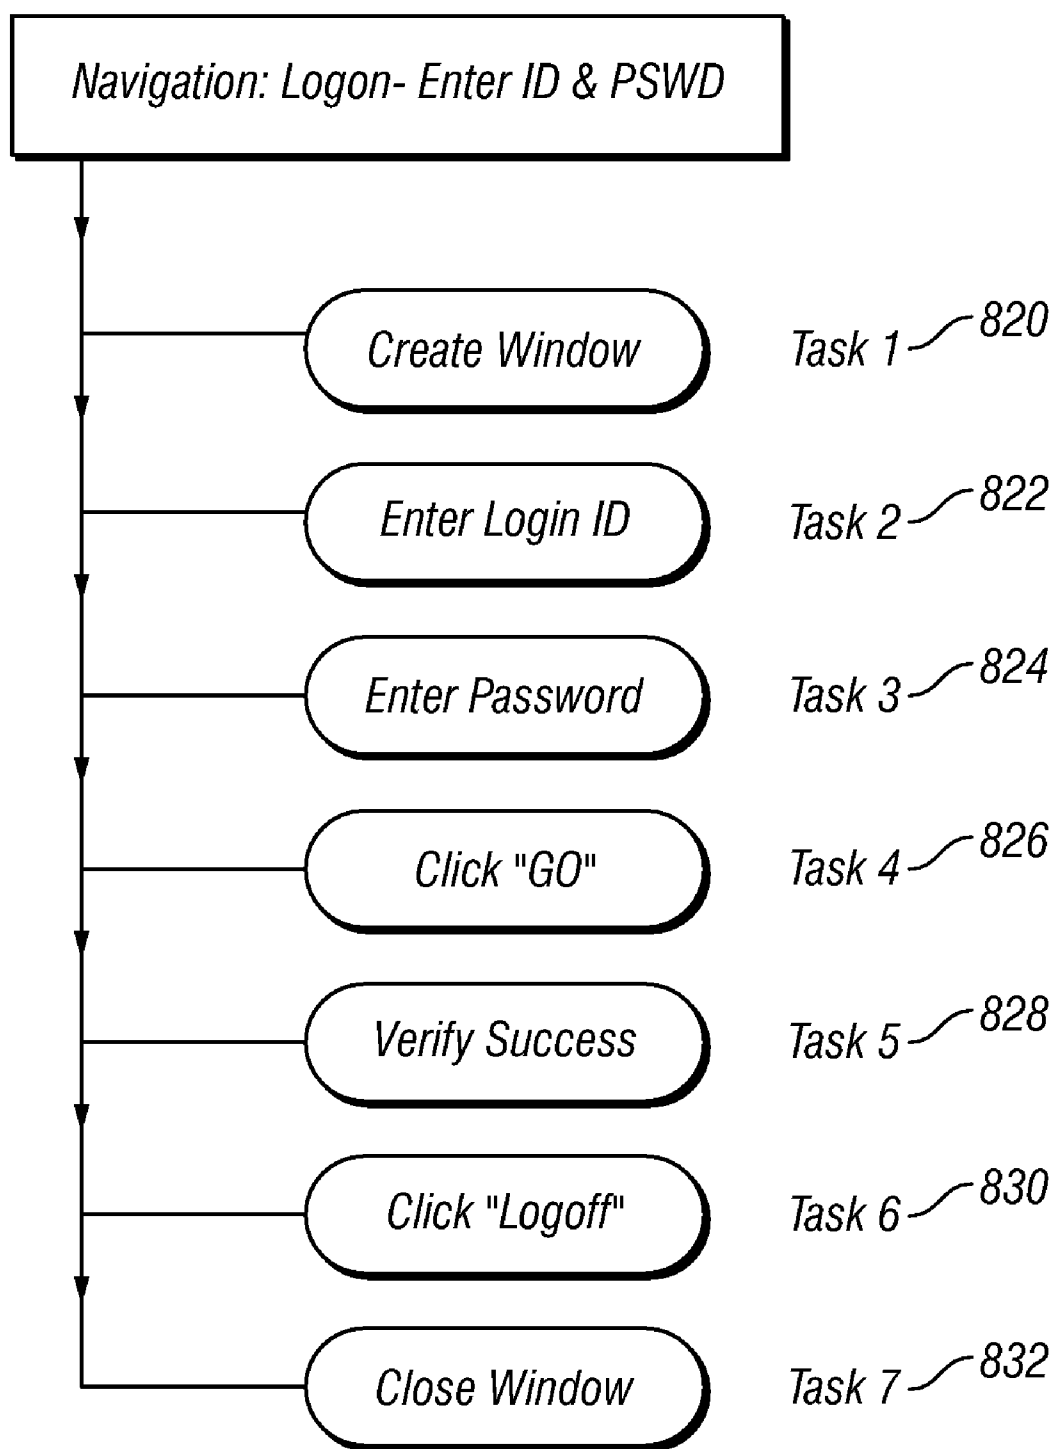 Navigation: Logon- Enter ID & PSWD
Create Window Task 1 820
Enter Login ID Task 2 822
Enter Password Task 3 824
Click "GO" Task 4 826
Verify Success Task 5 828
Click "Logoff" Task 6 830
Close Window Task 7 832